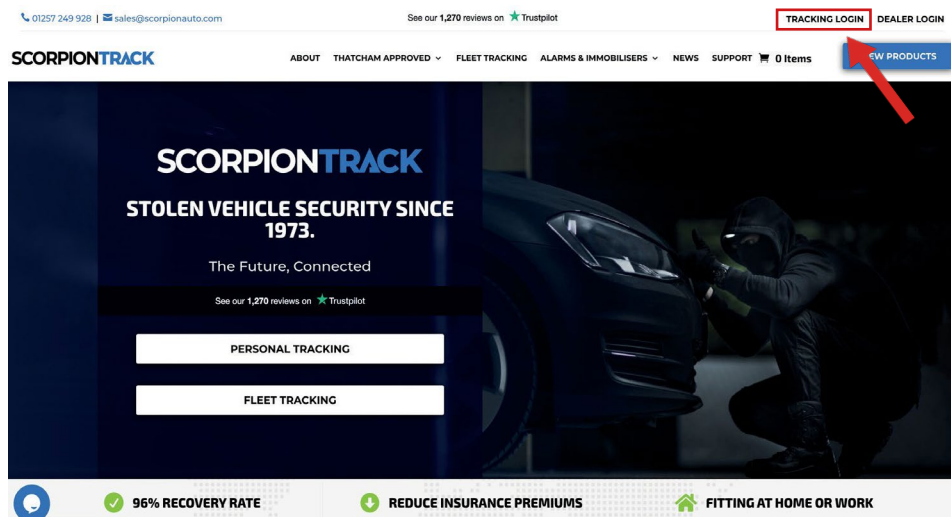 01257 249 928 | sales@scorpionauto.com
See our 1,270 reviews on Trustpilot
TRACKING LOGIN DEALER LOGIN
SCORPIONTRACK
ABOUT THATCHAM APPROVED FLEET TRACKING ALARMS & IMMOBILISERS NEWS SUPPORT 0 Items
PRODUCTS
SCORPIONTRACK
STOLEN VEHICLE SECURITY SINCE
1973.
The Future, Connected
See our 1,270 reviews on Trustpilot
PERSONAL TRACKING
FLEET TRACKING
96% RECOVERY RATE
REDUCE INSURANCE PREMIUMS
FITTING AT HOME OR WORK